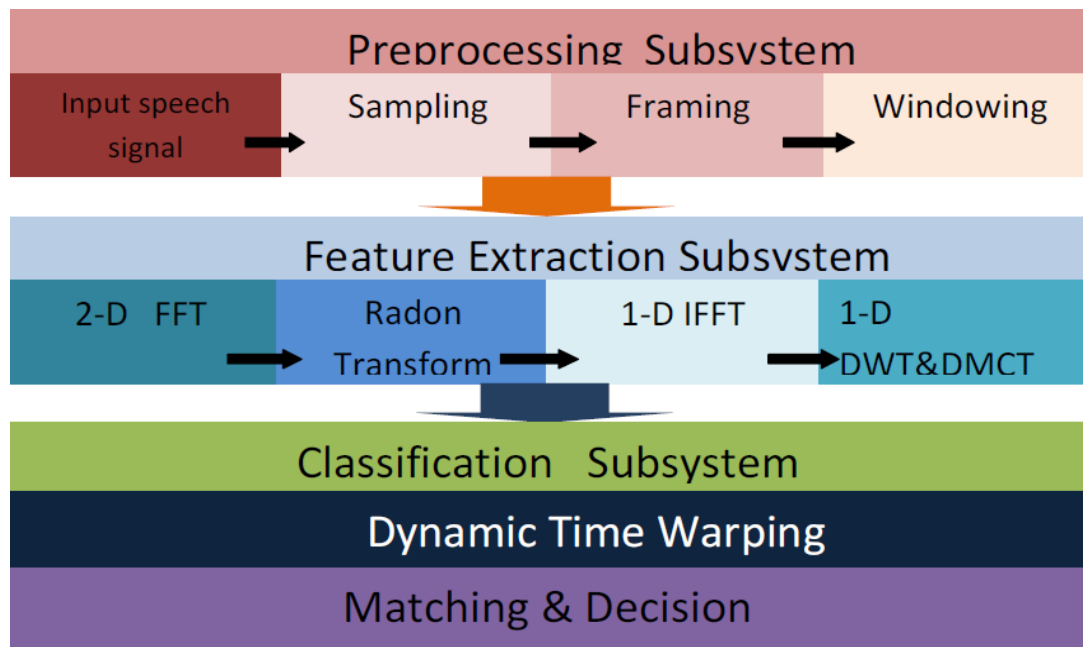 Preprocessing Subsystem
Input speech
signal
Sampling
Framing
Windowing
Feature Extraction Subsystem
2-D FFT
Radon
Transform
1-D IFFT
1-D
DWT&DMCT
Classification Subsystem
Dynamic Time Warping
Matching & Decision